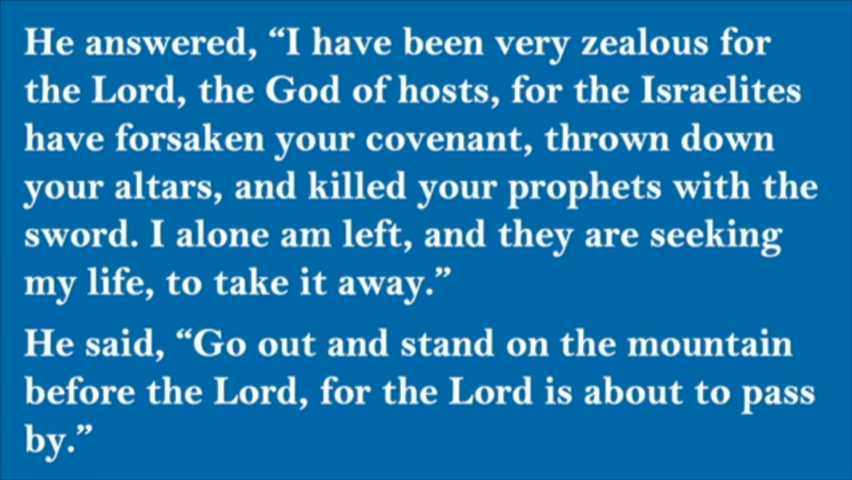 He answered, “I have been very zealous for
the Lord, the God of hosts, for the Israelites
have forsaken your covenant, thrown down
your altars, and killed your prophets with the
sword. I alone am left, and they are seeking
my life, to take it away.”
He said, “Go out and stand on the mountain
before the Lord, for the Lord is about to pass
by.”